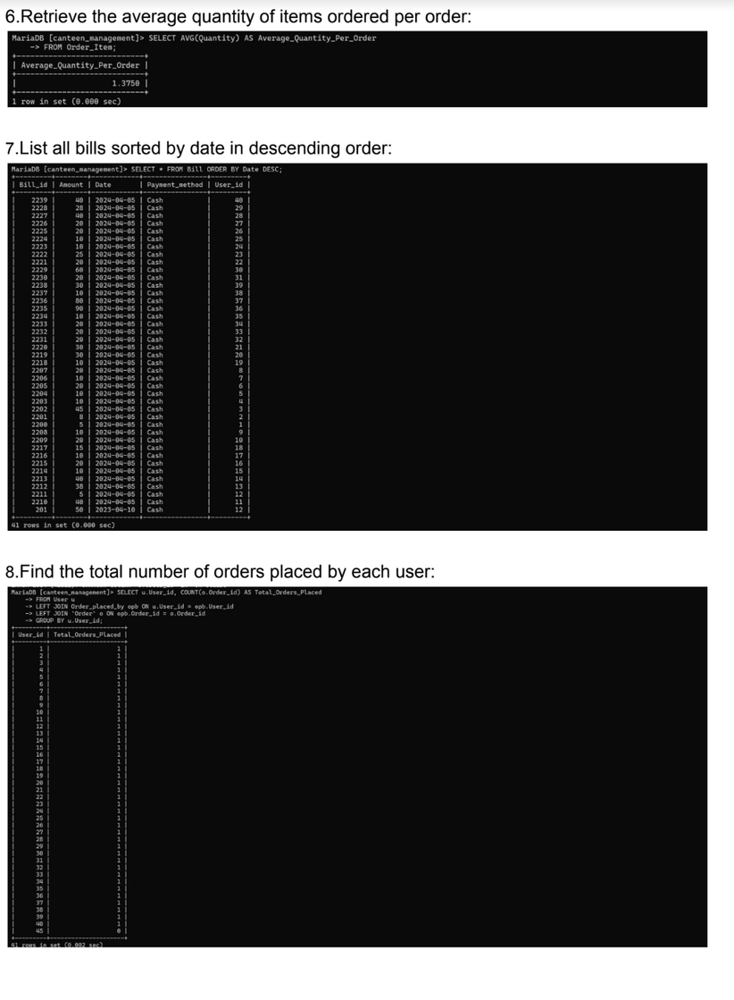 6.Retrieve the average quantity of items ordered per order:
MariaDB [canteen_management]> SELECT AVG(Quantity) AS Average_Quantity_Per_Order
-> FROM Order_Item;
| Average_Quantity_Per_Order |
| 1.3750 |
1 row in set (0.000 sec)
7.List all bills sorted by date in descending order:
MariaDB [canteen_management]> SELECT * FROM Bill ORDER BY Date DESC;
| Bill_id | Amount | Date | Payment_method | User_id |
| 2239 | 40 | 2024-04-05 | Cash | 40 |
| 2228 | 20 | 2024-04-05 | Cash | 29 |
| 2227 | 40 | 2024-04-05 | Cash | 28 |
| 2226 | 20 | 2024-04-05 | Cash | 27 |
| 2225 | 20 | 2024-04-05 | Cash | 26 |
| 2224 | 10 | 2024-04-05 | Cash | 25 |
| 2223 | 10 | 2024-04-05 | Cash | 24 |
| 2222 | 25 | 2024-04-05 | Cash | 23 |
| 2221 | 20 | 2024-04-05 | Cash | 22 |
| 2229 | 60 | 2024-04-05 | Cash | 30 |
| 2230 | 20 | 2024-04-05 | Cash | 31 |
| 2238 | 30 | 2024-04-05 | Cash | 39 |
| 2237 | 10 | 2024-04-05 | Cash | 38 |
| 2236 | 80 | 2024-04-05 | Cash | 37 |
| 2235 | 90 | 2024-04-05 | Cash | 36 |
| 2234 | 10 | 2024-04-05 | Cash | 35 |
| 2233 | 20 | 2024-04-05 | Cash | 34 |
| 2232 | 20 | 2024-04-05 | Cash | 33 |
| 2231 | 20 | 2024-04-05 | Cash | 32 |
| 2220 | 30 | 2024-04-05 | Cash | 21 |
| 2219 | 30 | 2024-04-05 | Cash | 20 |
| 2218 | 10 | 2024-04-05 | Cash | 19 |
| 2207 | 20 | 2024-04-05 | Cash | 8 |
| 2206 | 10 | 2024-04-05 | Cash | 7 |
| 2205 | 20 | 2024-04-05 | Cash | 6 |
| 2204 | 10 | 2024-04-05 | Cash | 5 |
| 2203 | 10 | 2024-04-05 | Cash | 4 |
| 2202 | 45 | 2024-04-05 | Cash | 3 |
| 2201 | 8 | 2024-04-05 | Cash | 2 |
| 2200 | 5 | 2024-04-05 | Cash | 1 |
| 2208 | 10 | 2024-04-05 | Cash | 9 |
| 2209 | 20 | 2024-04-05 | Cash | 10 |
| 2217 | 15 | 2024-04-05 | Cash | 18 |
| 2216 | 10 | 2024-04-05 | Cash | 17 |
| 2215 | 20 | 2024-04-05 | Cash | 16 |
| 2214 | 10 | 2024-04-05 | Cash | 15 |
| 2213 | 40 | 2024-04-05 | Cash | 14 |
| 2212 | 38 | 2024-04-05 | Cash | 13 |
| 2211 | 5 | 2024-04-05 | Cash | 12 |
| 2210 | 40 | 2024-04-05 | Cash | 11 |
| 201 | 50 | 2023-04-10 | Cash | 12 |
41 rows in set (0.000 sec)
8.Find the total number of orders placed by each user:
MariaDB [canteen_management]> SELECT u.User_id, COUNT(o.Order_id) AS Total_Orders_Placed
-> FROM User u
-> LEFT JOIN Order_placed_by opb ON u.User_id = opb.User_id
-> LEFT JOIN `Order` o ON opb.Order_id = o.Order_id
-> GROUP BY u.User_id;
| User_id | Total_Orders_Placed |
| 1 | 1 |
| 2 | 1 |
| 3 | 1 |
| 4 | 1 |
| 5 | 1 |
| 6 | 1 |
| 7 | 1 |
| 8 | 1 |
| 9 | 1 |
| 10 | 1 |
| 11 | 1 |
| 12 | 1 |
| 13 | 1 |
| 14 | 1 |
| 15 | 1 |
| 16 | 1 |
| 17 | 1 |
| 18 | 1 |
| 19 | 1 |
| 20 | 1 |
| 21 | 1 |
| 22 | 1 |
| 23 | 1 |
| 24 | 1 |
| 25 | 1 |
| 26 | 1 |
| 27 | 1 |
| 28 | 1 |
| 29 | 1 |
| 30 | 1 |
| 31 | 1 |
| 32 | 1 |
| 33 | 1 |
| 34 | 1 |
| 35 | 1 |
| 36 | 1 |
| 37 | 1 |
| 38 | 1 |
| 39 | 1 |
| 40 | 1 |
| 45 | 0 |
41 rows in set (0.002 sec)